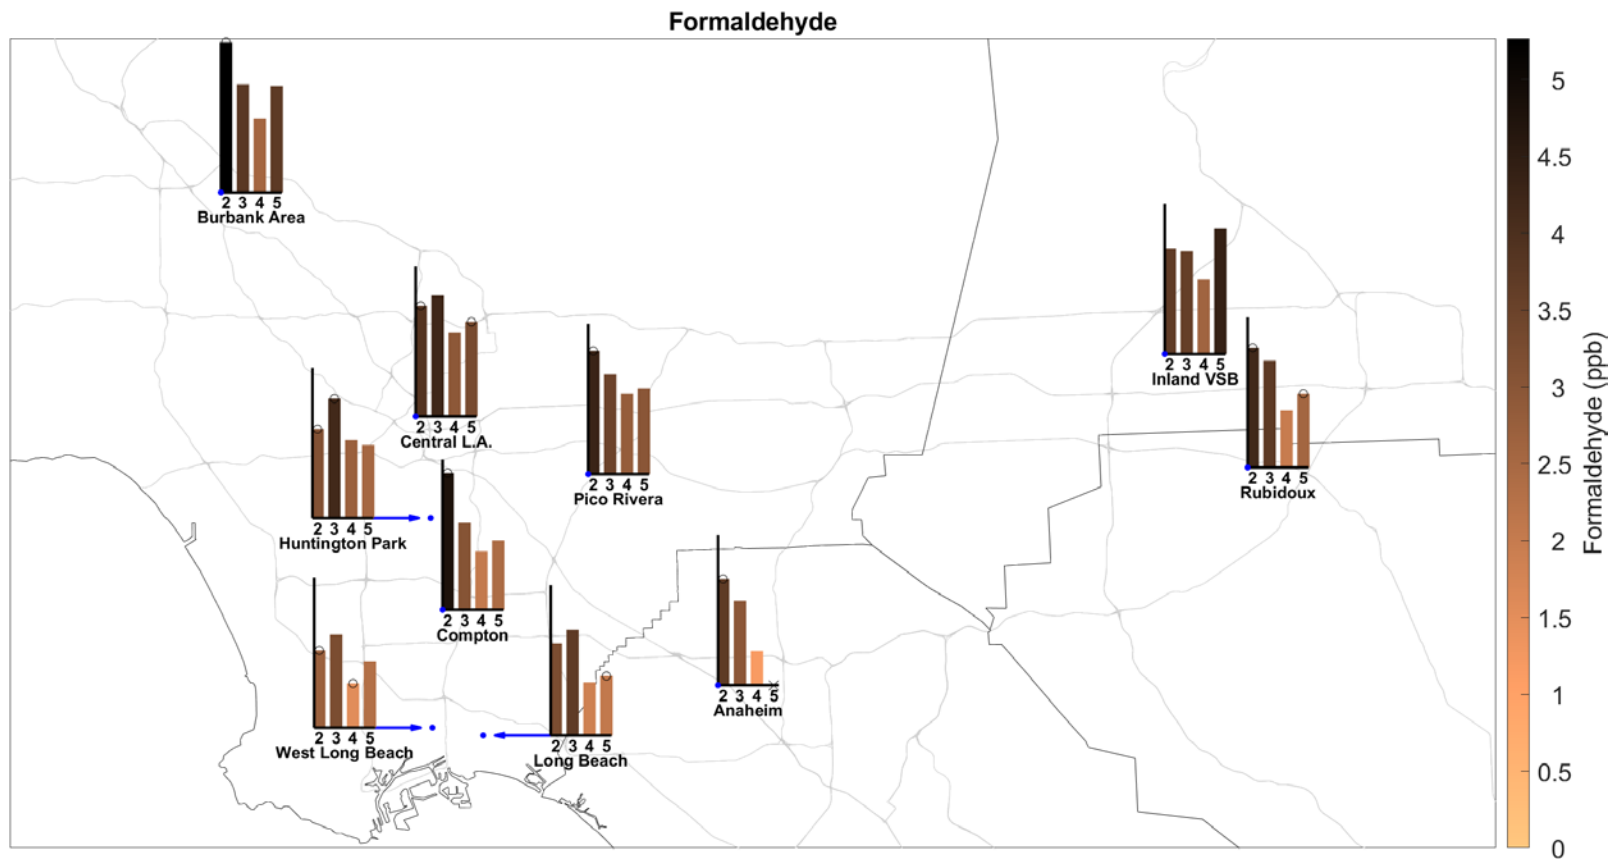 Formaldehyde
2 3 4 5
Burbank Area
2 3 4 5
Inland VSB
2 3 4 5
Central L.A.
2 3 4 5
Pico Rivera
2 3 4 5
Rubidoux
2 3 4 5
Huntington Park
2 3 4 5
Compton
2 3 4 5
Anaheim
2 3 4 5
West Long Beach
2 3 4 5
Long Beach
5
4.5
4
3.5
3
2.5
2
1.5
1
0.5
0
Formaldehyde (ppb)